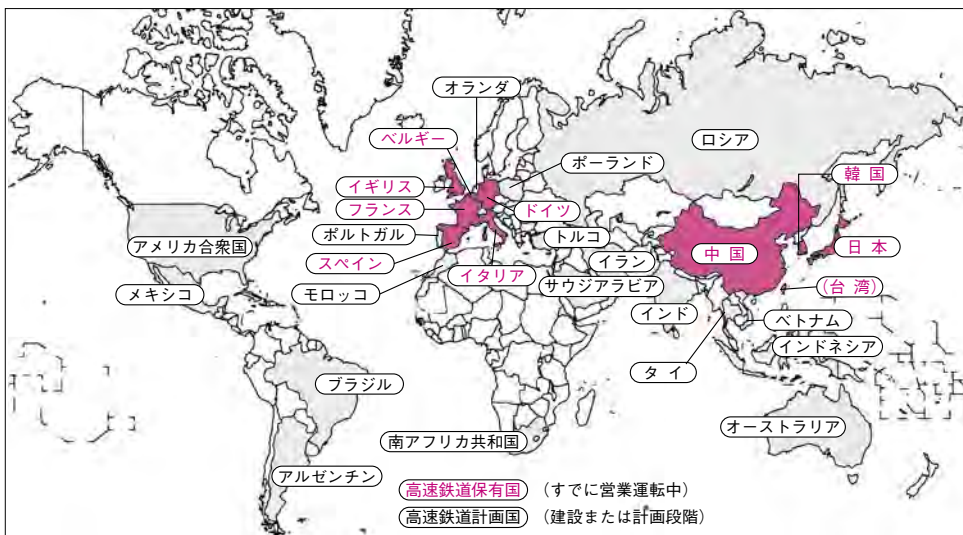 オランダ
ベルギー
ロシア
ポーランド
韓国
イギリス
フランス
ドイツ
ポルトガル
トルコ
アメリカ合衆国
中国
日本
スペイン
イタリア
イラン
メキシコ
モロッコ
サウジアラビア
(台湾)
インド
ベトナム
インドネシア
タイ
ブラジル
オーストラリア
南アフリカ共和国
アルゼンチン
高速鉄道保有国 (すでに営業運転中)
高速鉄道計画国 (建設または計画段階)